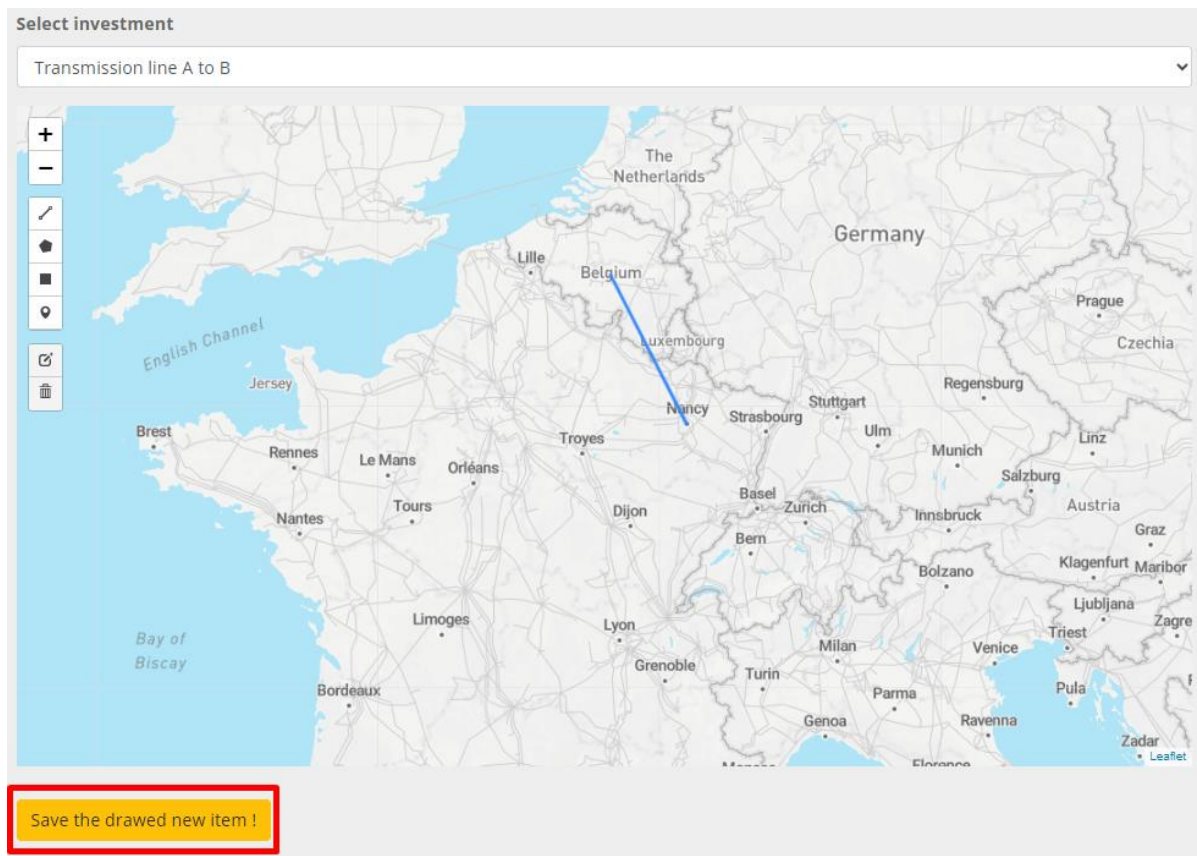 Select investment
Transmission line A to B
+
−
The
Netherlands
Germany
Lille
Belgium
Prague
English Channel
Luxembourg
Czechia
Jersey
Regensburg
Nancy
Strasbourg
Stuttgart
Brest
Troyes
Ulm
Linz
Rennes
Le Mans
Orléans
Munich
Salzburg
Basel
Zurich
Austria
Tours
Nantes
Dijon
Innsbruck
Graz
Bern
Bolzano
Klagenfurt
Maribor
Limoges
Lyon
Ljubljana
Zagre
Bay of
Biscay
Milan
Venice
Triest
Grenoble
Turin
Bordeaux
Parma
Pula
Genoa
Ravenna
Zadar
Leaflet
Florence
Save the drawed new item !